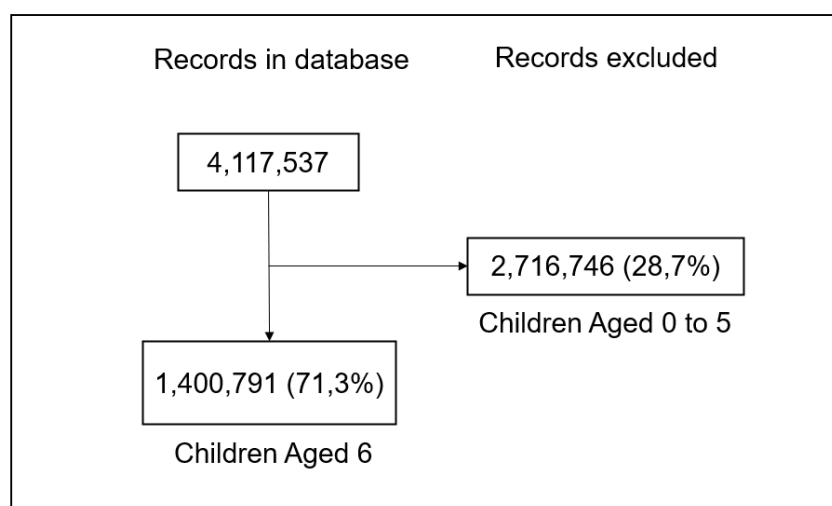 Records in database
Records excluded
4,117,537
2,716,746 (28,7%)
Children Aged 0 to 5
1,400,791 (71,3%)
Children Aged 6